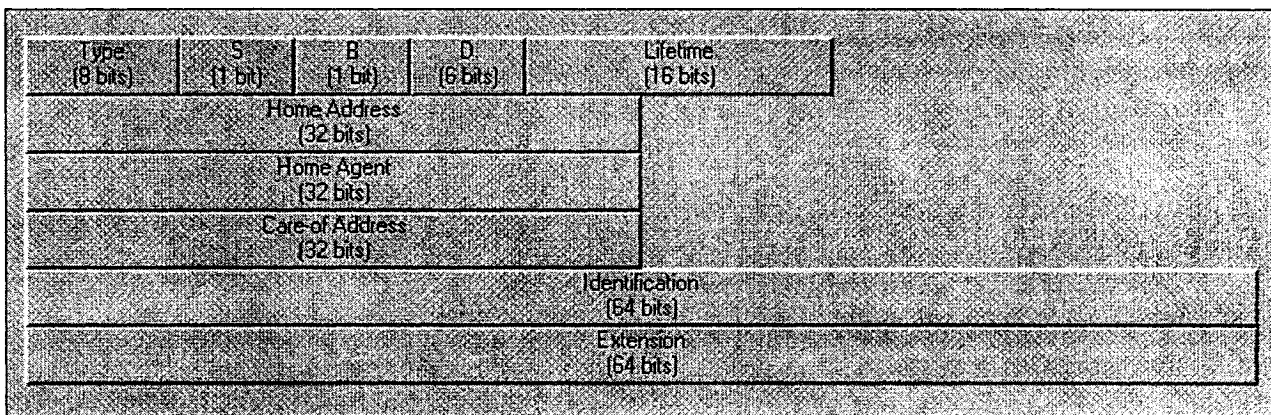 Type S B D Lifetime
(8 bits) (1 bit) (1 bit) (6 bits) (16 bits)
Home Address
(32 bits)
Home Agent
(32 bits)
Care-of Address
(32 bits)
Identification
(64 bits)
Extension
(64 bits)